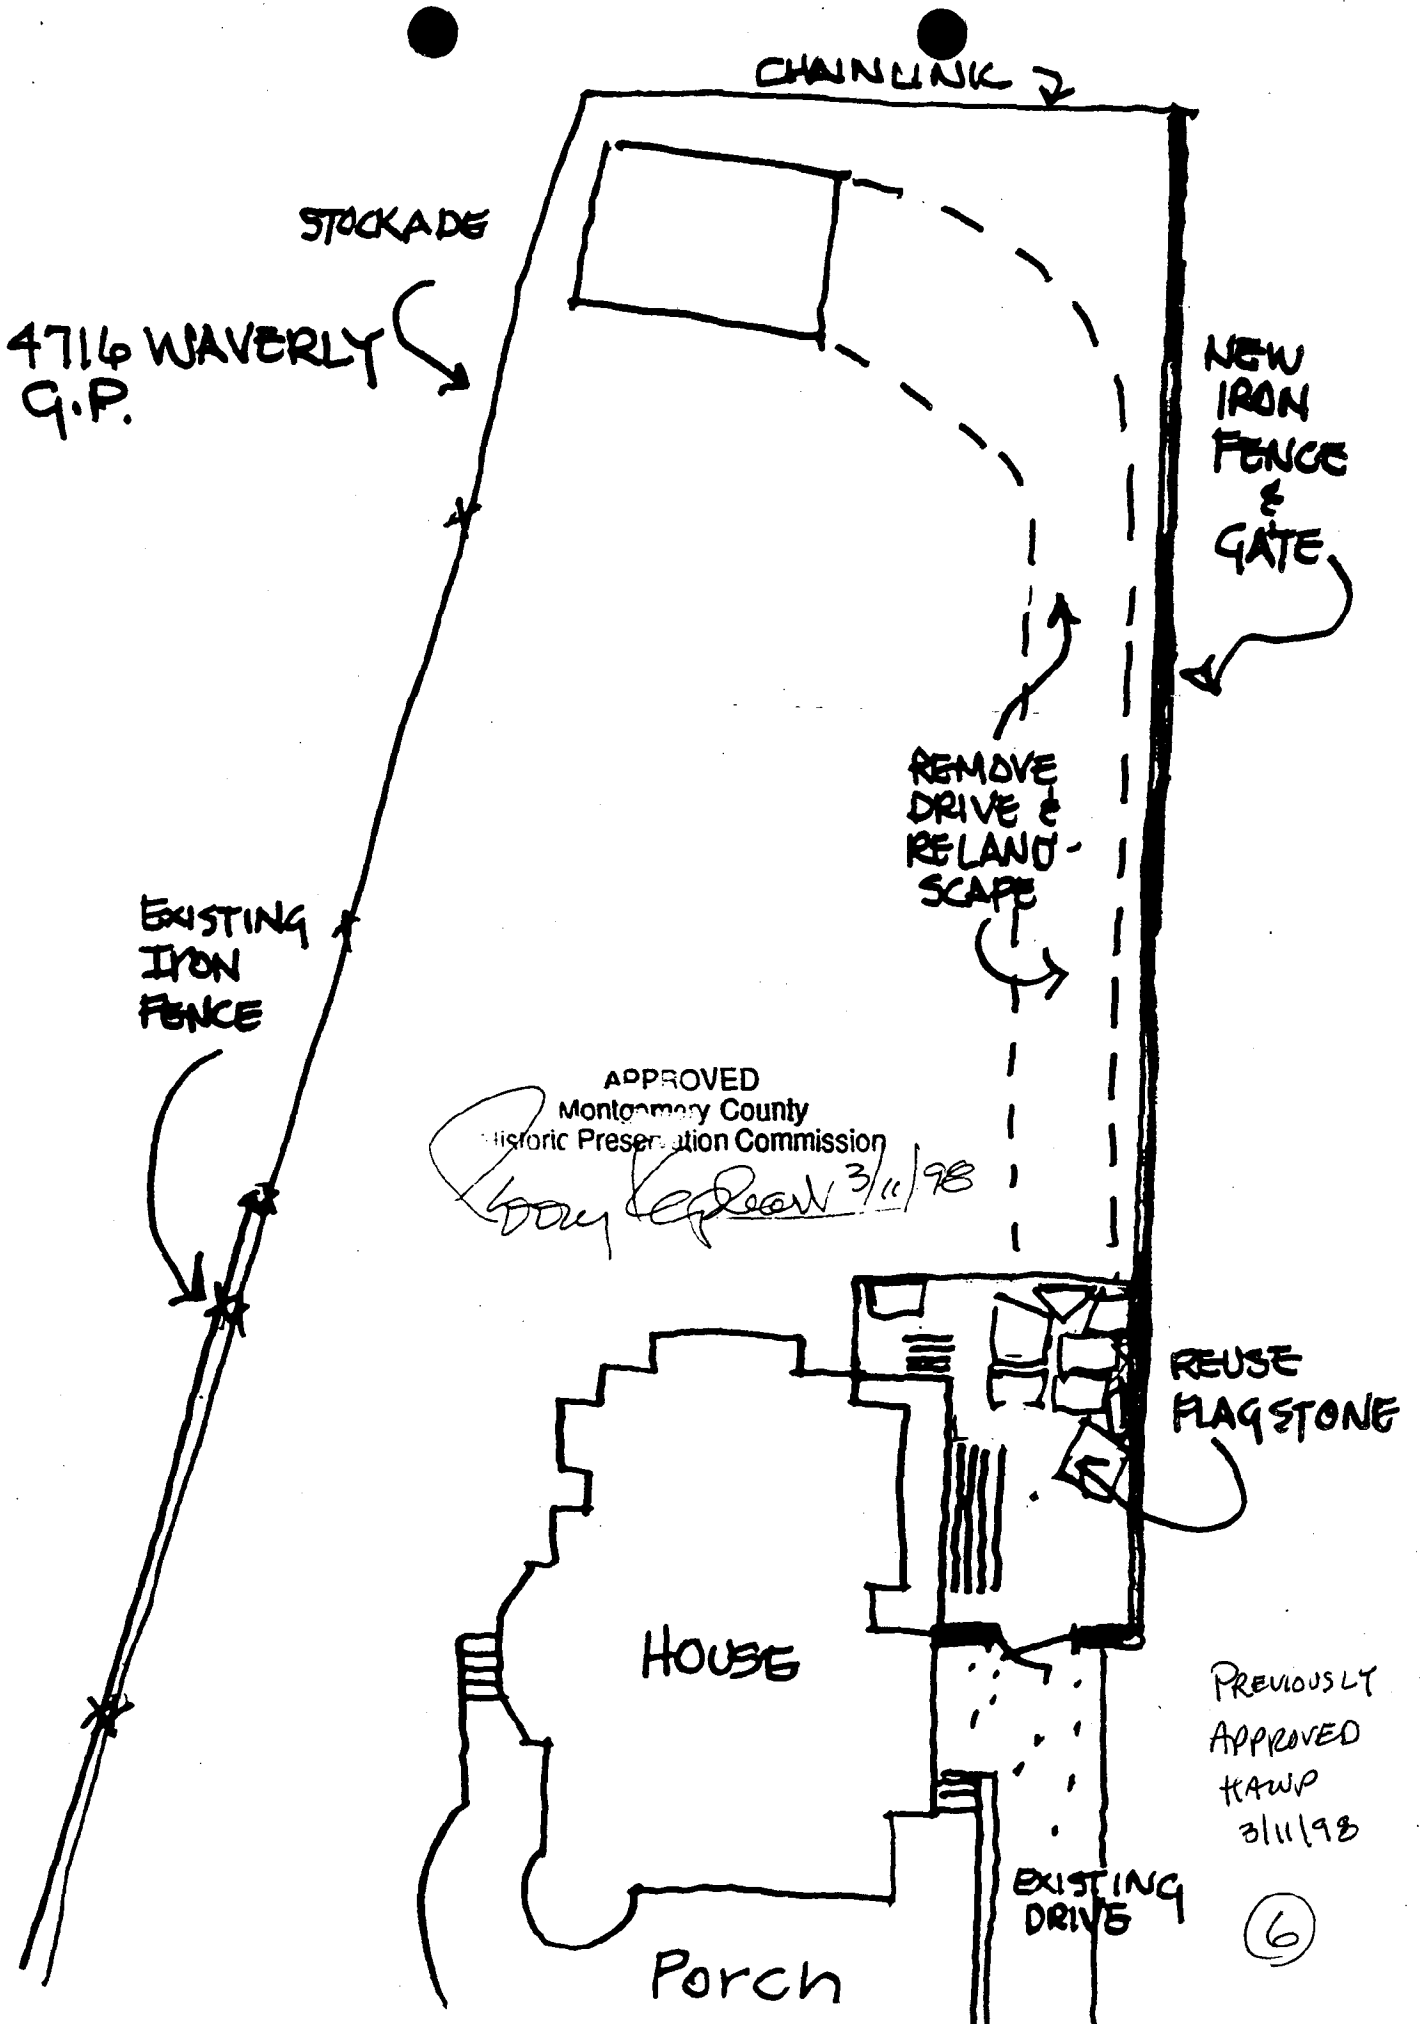 CHAINLINK
STOCKADE
4716 WAVERLY
G.P.
NEW
IRON
FENCE
&
GATE
REMOVE
DRIVE &
RELAND-
SCAPE
EXISTING
IRON
FENCE
APPROVED
Montgomery County
Historic Preservation Commission
3/11/98
REUSE
FLAGSTONE
HOUSE
PREVIOUSLY
APPROVED
HAWP
3/11/98
EXISTING
DRIVE
6
Porch